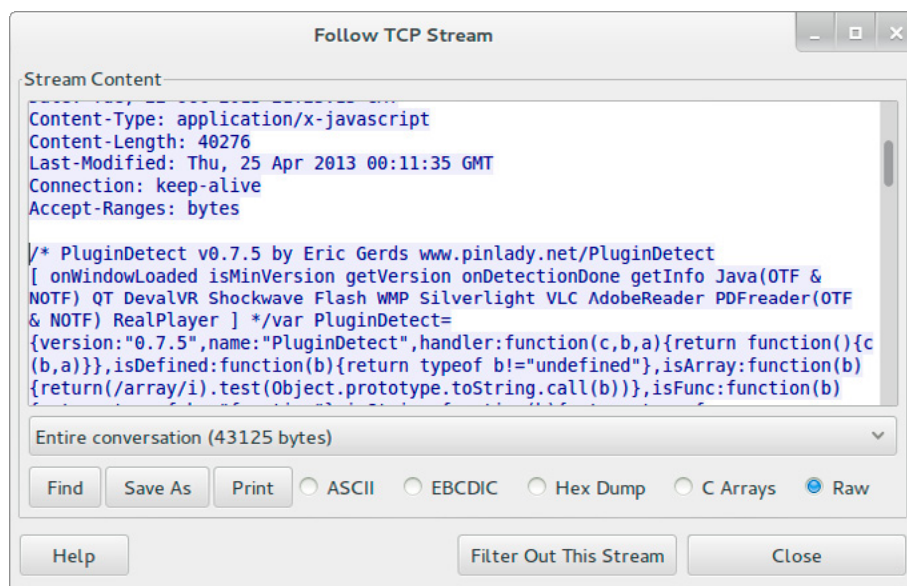 Follow TCP Stream
Stream Content
Content-Type: application/x-javascript
Content-Length: 40276
Last-Modified: Thu, 25 Apr 2013 00:11:35 GMT
Connection: keep-alive
Accept-Ranges: bytes
/* PluginDetect v0.7.5 by Eric Gerds www.pinlady.net/PluginDetect
[ onWindowLoaded isMinVersion getVersion onDetectionDone getInfo Java(OTF &
NOTF) QT DevalVR Shockwave Flash WMP Silverlight VLC AdobeReader PDFreader(OTF
& NOTF) RealPlayer ] */var PluginDetect=
{version:"0.7.5",name:"PluginDetect",handler:function(c,b,a){return function(){c
(b,a)}},isDefined:function(b){return typeof b!="undefined"},isArray:function(b)
{return(/array/i).test(Object.prototype.toString.call(b))},isFunc:function(b)
Entire conversation (43125 bytes)
Find Save As Print ASCII EBCDIC Hex Dump C Arrays Raw
Help Filter Out This Stream Close